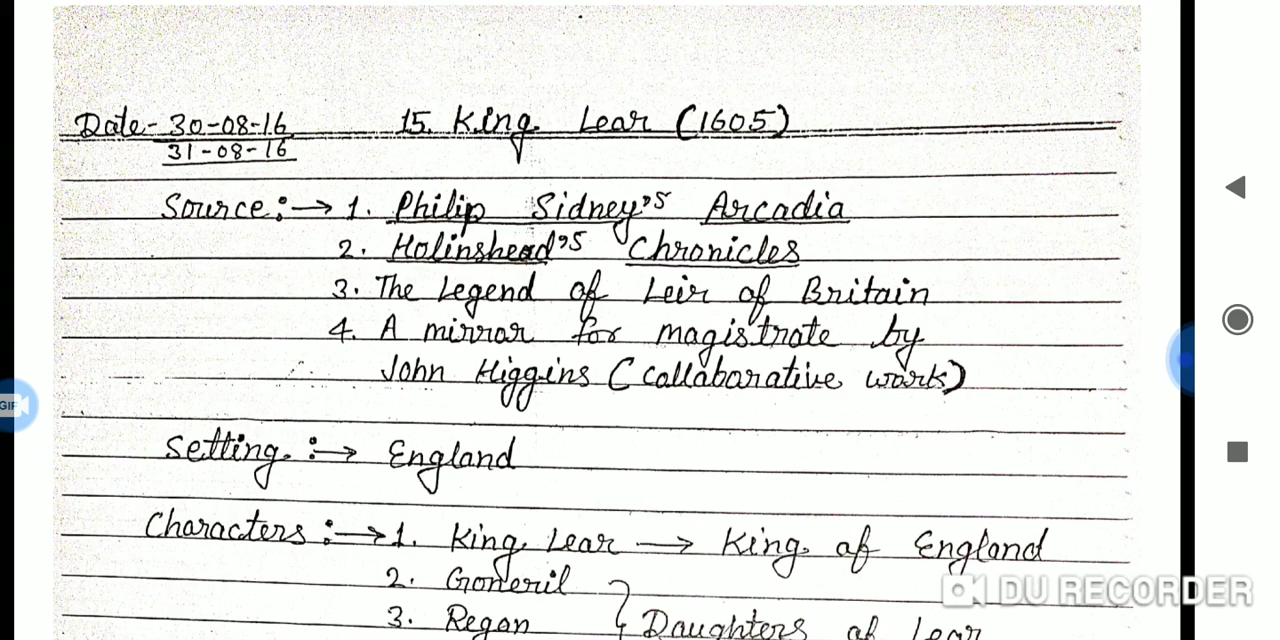 Date - 30-08-16
31-08-16
15. King Lear (1605)
Source :→ 1. Philip Sidney's Arcadia
2. Holinshead's Chronicles
3. The Legend of Leir of Britain
4. A mirror for magistrate by
John Higgins (collabarative work)
Setting :→ England
Characters :→ 1. King Lear → King of England
2. Goneril
3. Regan } Daughters of Lear
GIF
DU RECORDER